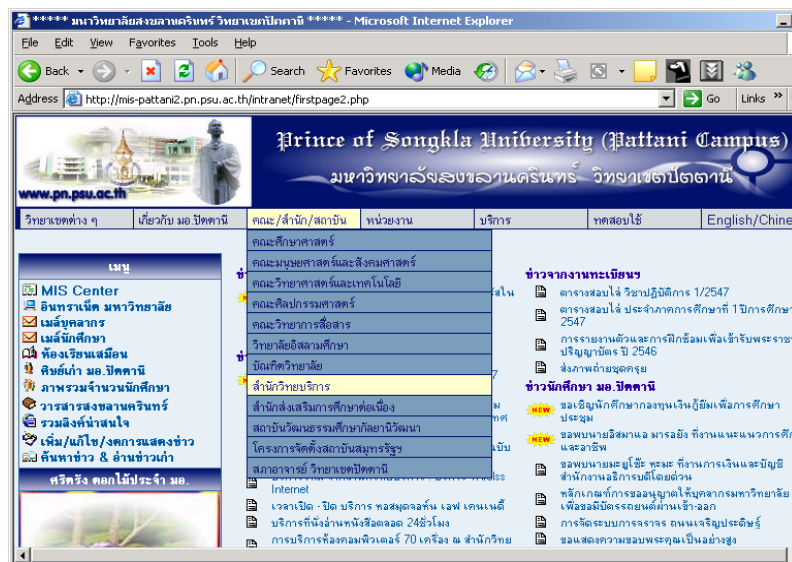 ***** มหาวิทยาลัยสงขลานครินทร์ วิทยาเขตปัตตานี ***** - Microsoft Internet Explorer
File Edit View Favorites Tools Help
Back Search Favorites Media
Address http://mis-pattani2.pn.psu.ac.th/intranet/firstpage2.php Go Links »
Prince of Songkla University (Pattani Campus)
มหาวิทยาลัยสงขลานครินทร์ วิทยาเขตปัตตานี
www.pn.psu.ac.th
วิทยาเขตต่าง ๆ เกี่ยวกับ มอ.ปัตตานี คณะ/สำนัก/สถาบัน หน่วยงาน บริการ ทดสอบใช้ English/Chine
คณะศึกษาศาสตร์
คณะมนุษยศาสตร์และสังคมศาสตร์
คณะวิทยาศาสตร์และเทคโนโลยี
คณะศิลปกรรมศาสตร์
คณะวิทยาการสื่อสาร
วิทยาลัยอิสลามศึกษา
บัณฑิตวิทยาลัย
สำนักวิทยบริการ
สำนักส่งเสริมการศึกษาต่อเนื่อง
สถาบันวัฒนธรรมศึกษากัลยาณิวัฒนา
โครงการจัดตั้งสถาบันสมุทรรัฐฯ
สภาอาจารย์ วิทยาเขตปัตตานี
เมนู
MIS Center
อินทราเน็ต มหาวิทยาลัย
เมล์บุคลากร
เมล์นักศึกษา
ห้องเรียนเสมือน
ศิษย์เก่า มอ.ปัตตานี
ภาพรวมจำนวนนักศึกษา
วารสารสงขลานครินทร์
รวมลิงค์น่าสนใจ
เพิ่ม/แก้ไข/งดการแสดงข่าว
ค้นหาข่าว & อ่านข่าวเก่า
ศรีตรัง ดอกไม้ประจำ มอ.
Internet
เวลาเปิด - ปิด บริการ หอสมุดจอห์น เอฟ เคนเนดี้
บริการที่นั่งอ่านหนังสือตลอด 24ชั่วโมง
การบริการห้องคอมพิวเตอร์ 70 เครื่อง ณ สำนักวิทย
ข่าวจากงานทะเบียนฯ
ตารางสอบไล่ วิชาปฏิบัติการ 1/2547
ตารางสอบไล่ ประจำภาคการศึกษาที่ 1 ปีการศึกษา
2547
การรายงานตัวและการฝึกซ้อมเพื่อเข้ารับพระราช
ปริญญาบัตร ปี 2546
ส่งภาพถ่ายชุดครุย
ข่าวนักศึกษา มอ.ปัตตานี
NEW ขอเชิญนักศึกษากองทุนเงินกู้ยืมเพื่อการศึกษา
ประชุม
NEW ขอพบนายอิสมาแอ มารอยิง ที่งานแนะแนวการศึก
และอาชีพ
ขอพบนายมะยูโซ๊ะ ทะมะ ที่งานการเงินและบัญชี
สำนักงานอธิการบดีโดยด่วน
หลักเกณฑ์การขออนุญาตให้บุคลากรมหาวิทยาลัย
เพื่อขอมีบัตรรถยนต์ผ่านเข้า-ออก
การจัดระบบการจราจร ถนนเจริญประดิษฐ์
ขอแสดงความขอบพระคุณเป็นอย่างสูง